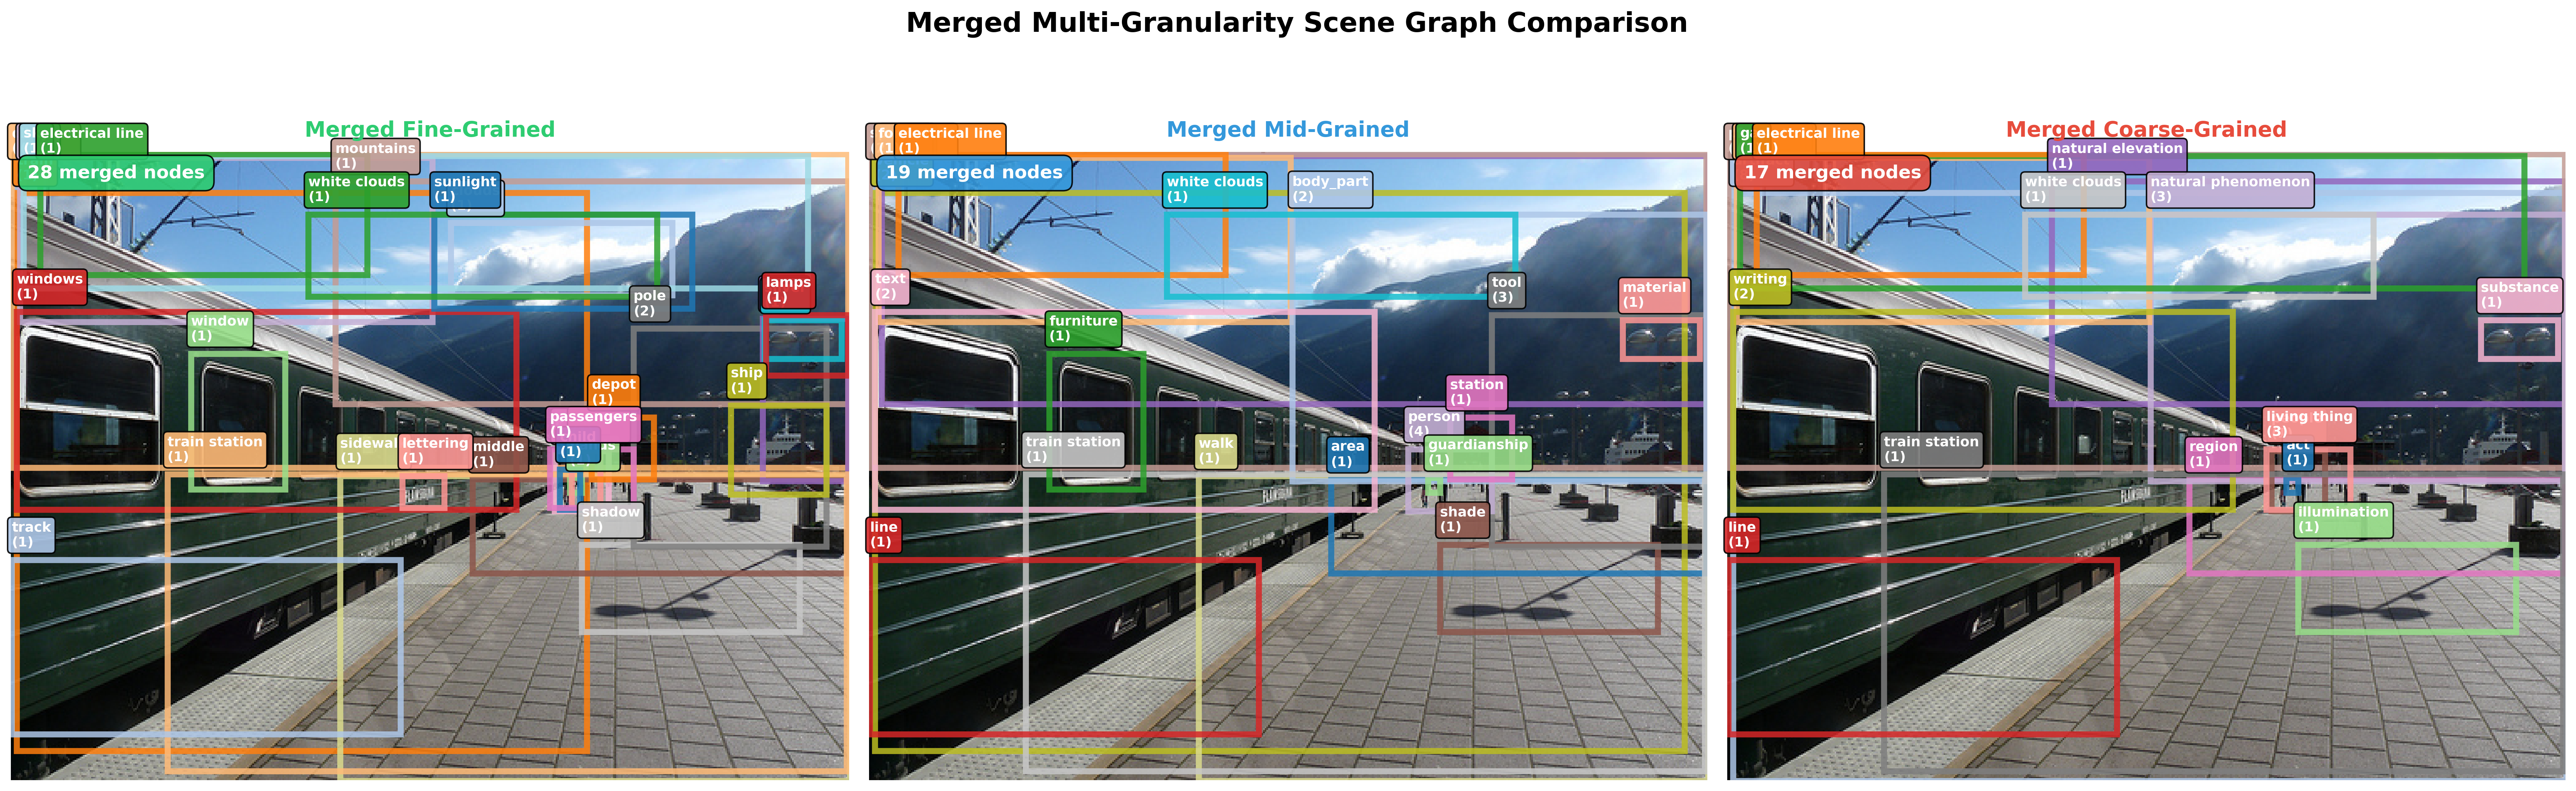 Merged Multi-Granularity Scene Graph Comparison
Merged Fine-Grained
electrical line
(1)
28 merged nodes
mountains
(1)
white clouds
(1)
sunlight
(1)
windows
(1)
window
(1)
pole
(2)
lamps
(1)
ship
(1)
depot
(1)
passengers
(1)
(1)
train station
(1)
sidewal
(1)
lettering
(1)
middle
(1)
shadow
(1)
track
(1)
Merged Mid-Grained
electrical line
(1)
19 merged nodes
white clouds
(1)
body_part
(2)
text
(2)
furniture
(1)
tool
(3)
material
(1)
station
(1)
person
(4)
guardianship
(1)
train station
(1)
walk
(1)
area
(1)
shade
(1)
line
(1)
Merged Coarse-Grained
electrical line
(1)
17 merged nodes
natural elevation
(1)
white clouds
(1)
natural phenomenon
(3)
writing
(2)
substance
(1)
living thing
(3)
act
(1)
train station
(1)
region
(1)
illumination
(1)
line
(1)